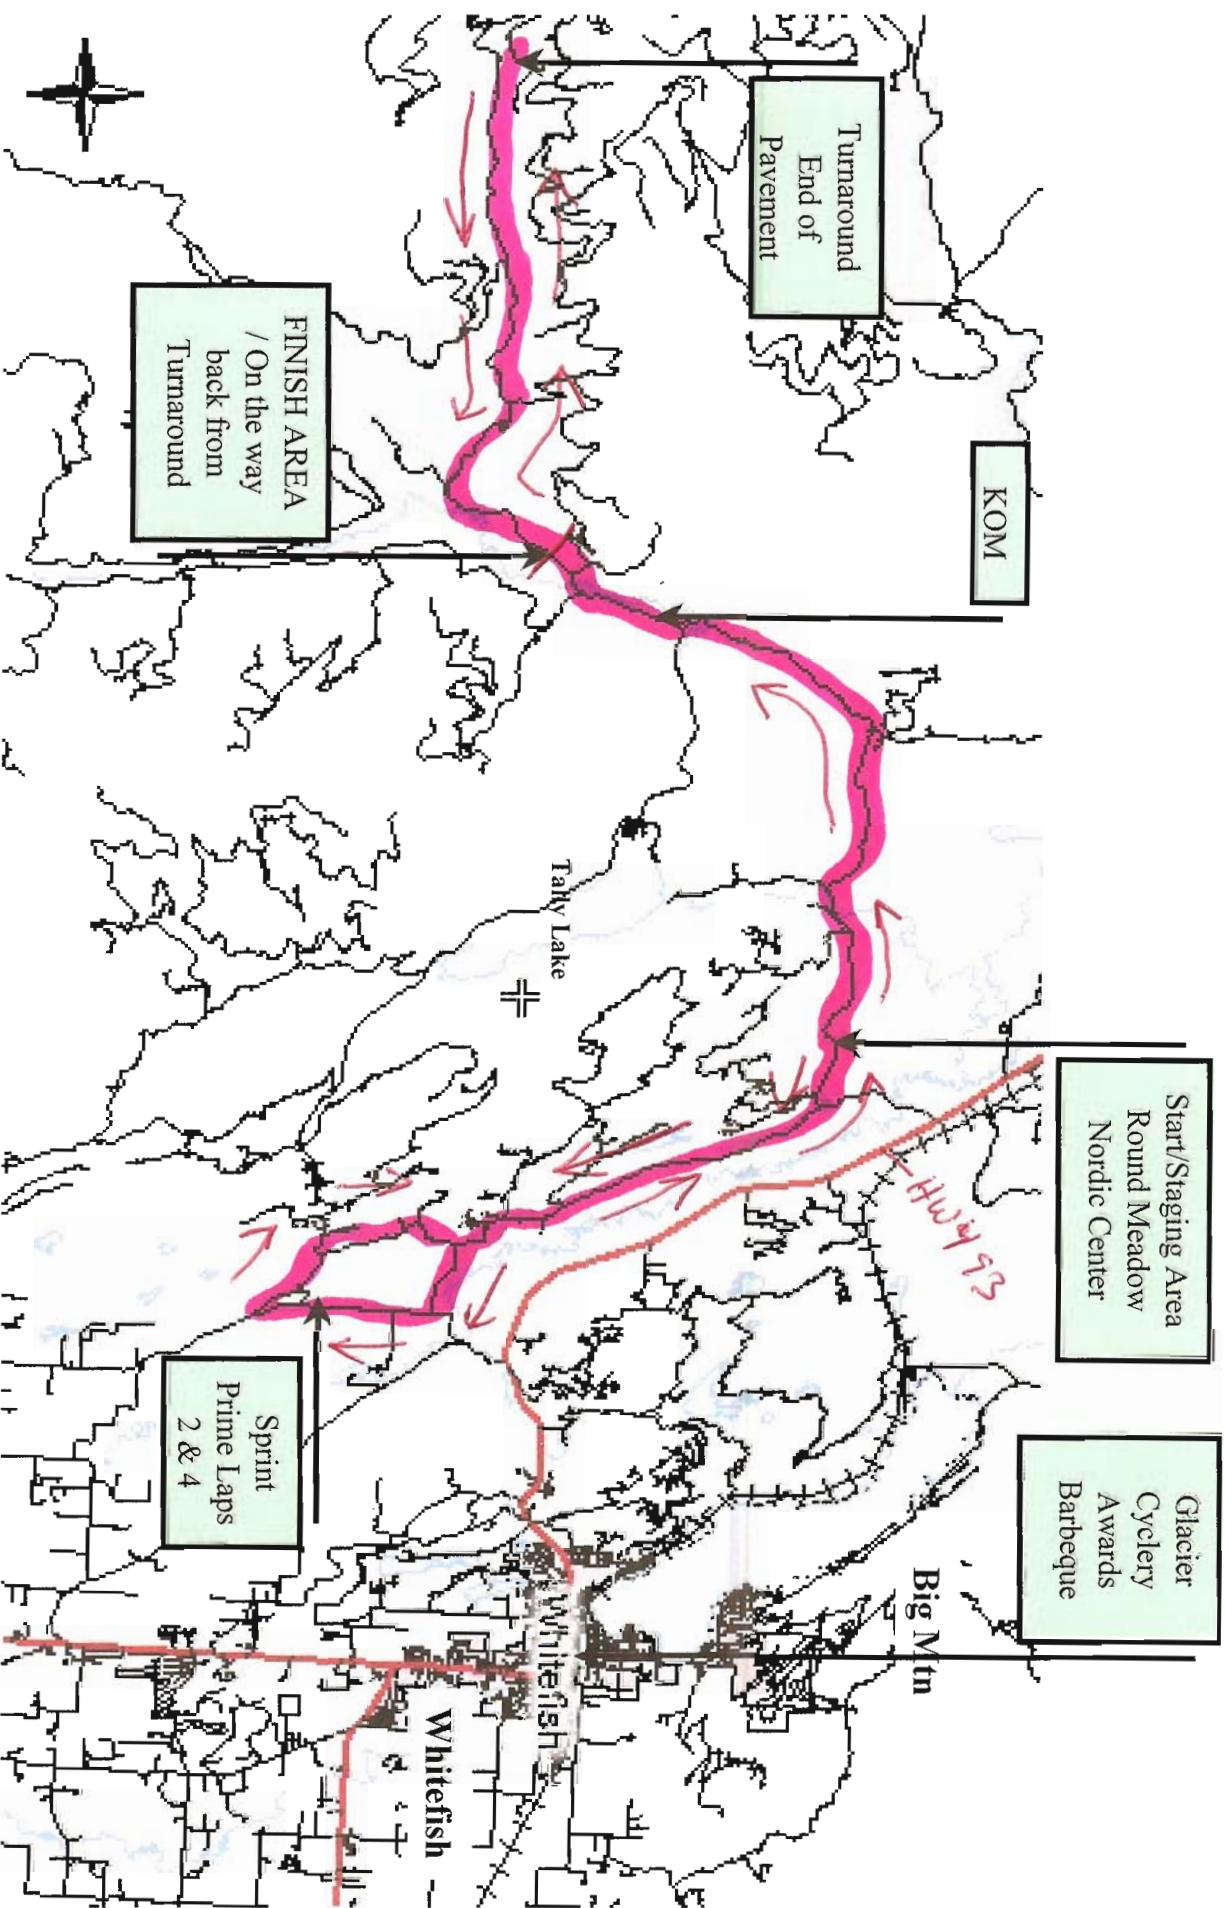 Turnaround
End of
Pavement
KOM
FINISH AREA
/ On the way
back from
Turnaround
Tally Lake
Start/Staging Area
Round Meadow
Nordic Center
HWY 93
Sprint
Prime Laps
2 & 4
Glacier
Cyclery
Awards
Barbeque
Big Mtn
Whitefish
Whitefish